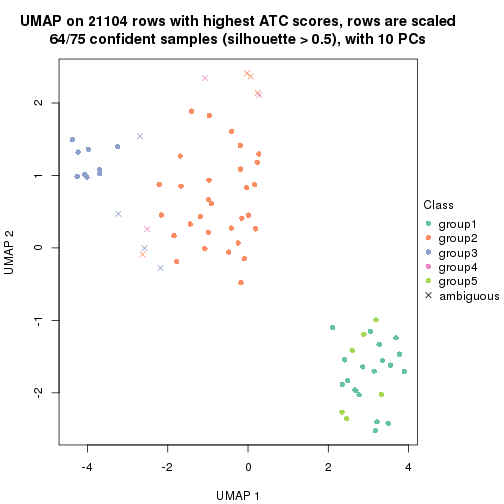 UMAP on 21104 rows with highest ATC scores, rows are scaled
64/75 confident samples (silhouette > 0.5), with 10 PCs
2
1
0
-1
-2
UMAP 2
-4
-2
0
2
4
UMAP 1
Class
group1
group2
group3
group4
group5
ambiguous